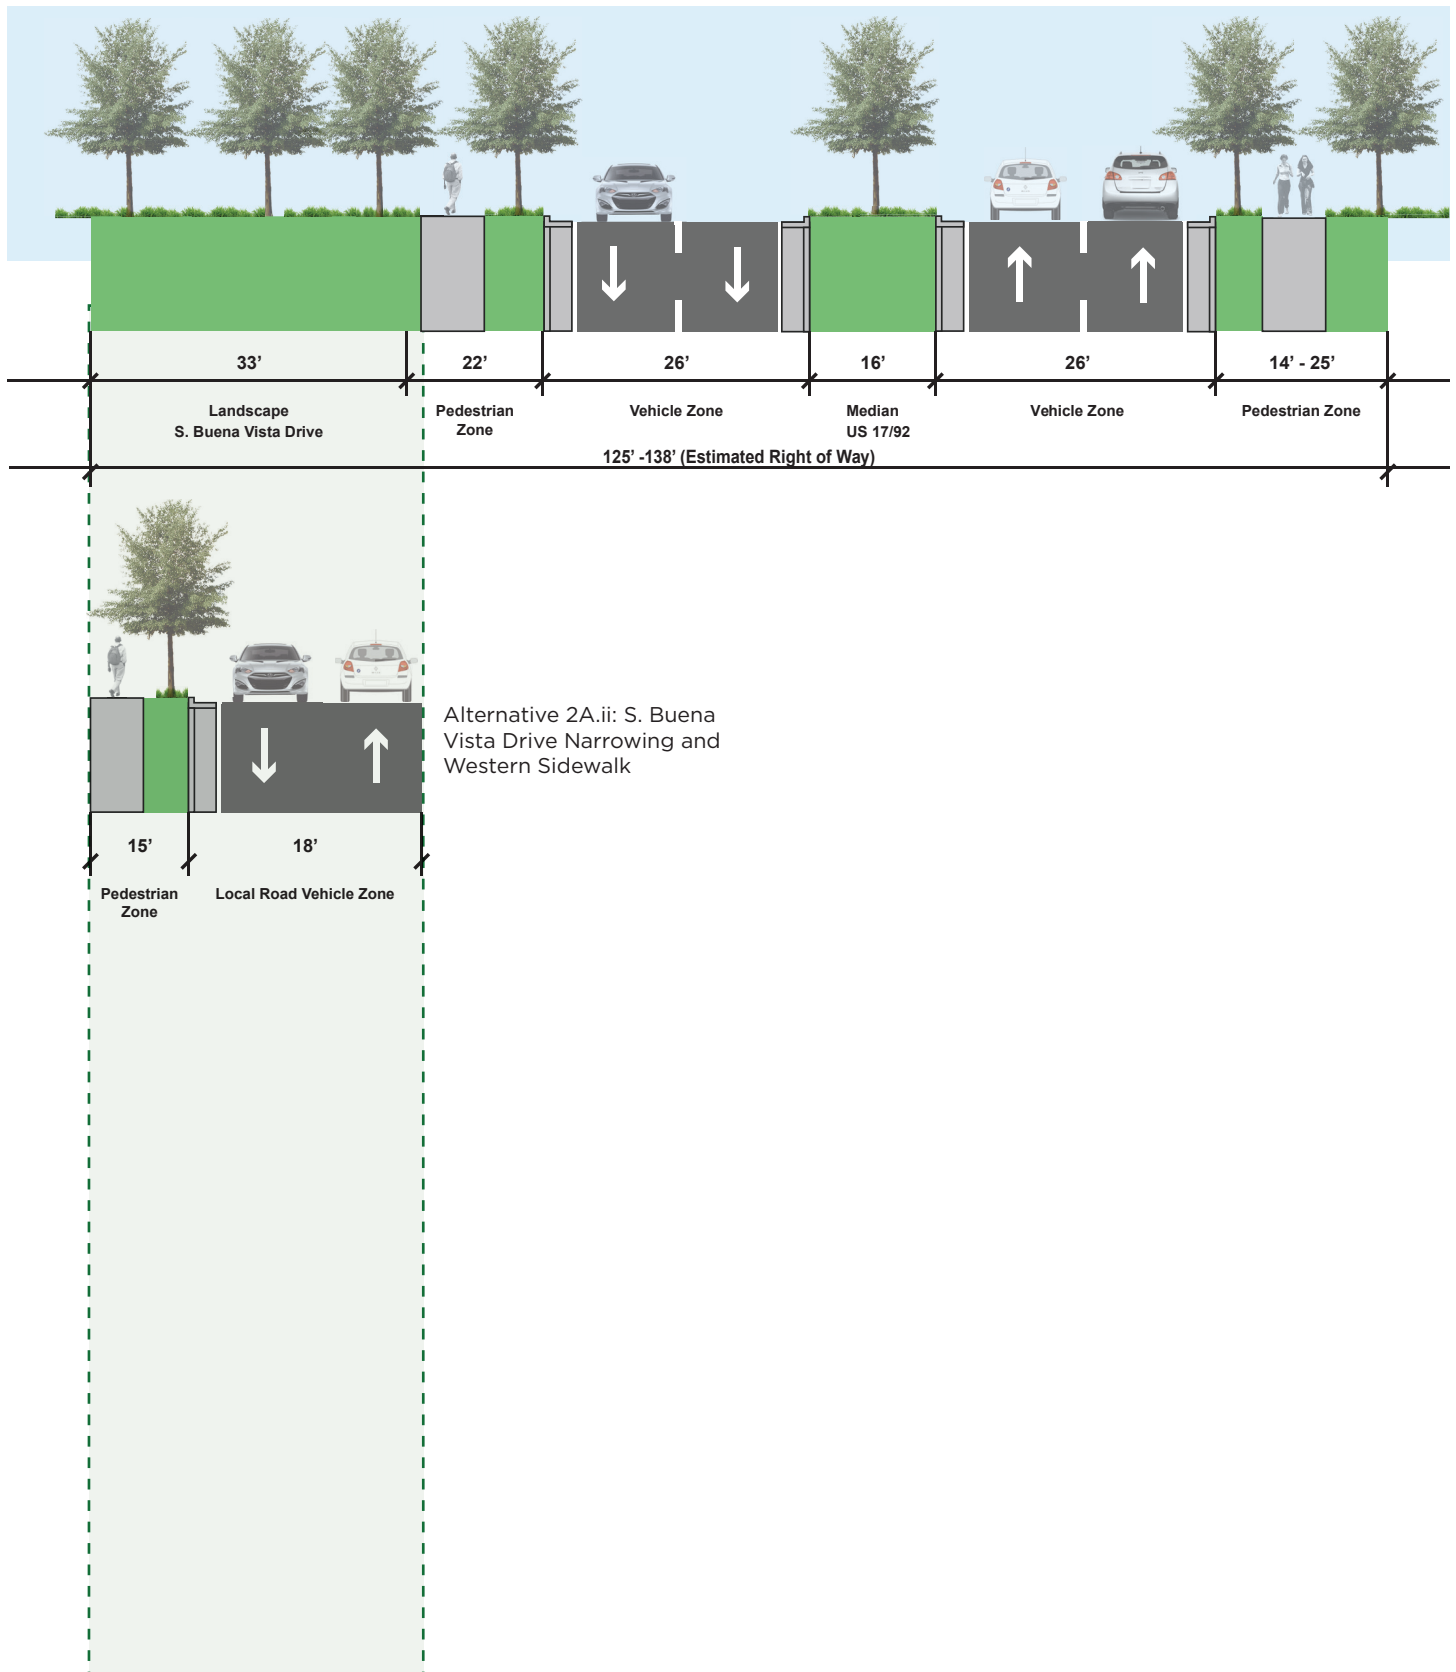 33’ 22’ 26’ 16’ 26’ 14’ - 25’
Landscape
S. Buena Vista Drive
Pedestrian
Zone
Vehicle Zone
Median
US 17/92
Vehicle Zone
Pedestrian Zone
125’ -138’ (Estimated Right of Way)
Alternative 2A.ii: S. Buena
Vista Drive Narrowing and
Western Sidewalk
15’ 18’
Pedestrian
Zone
Local Road Vehicle Zone